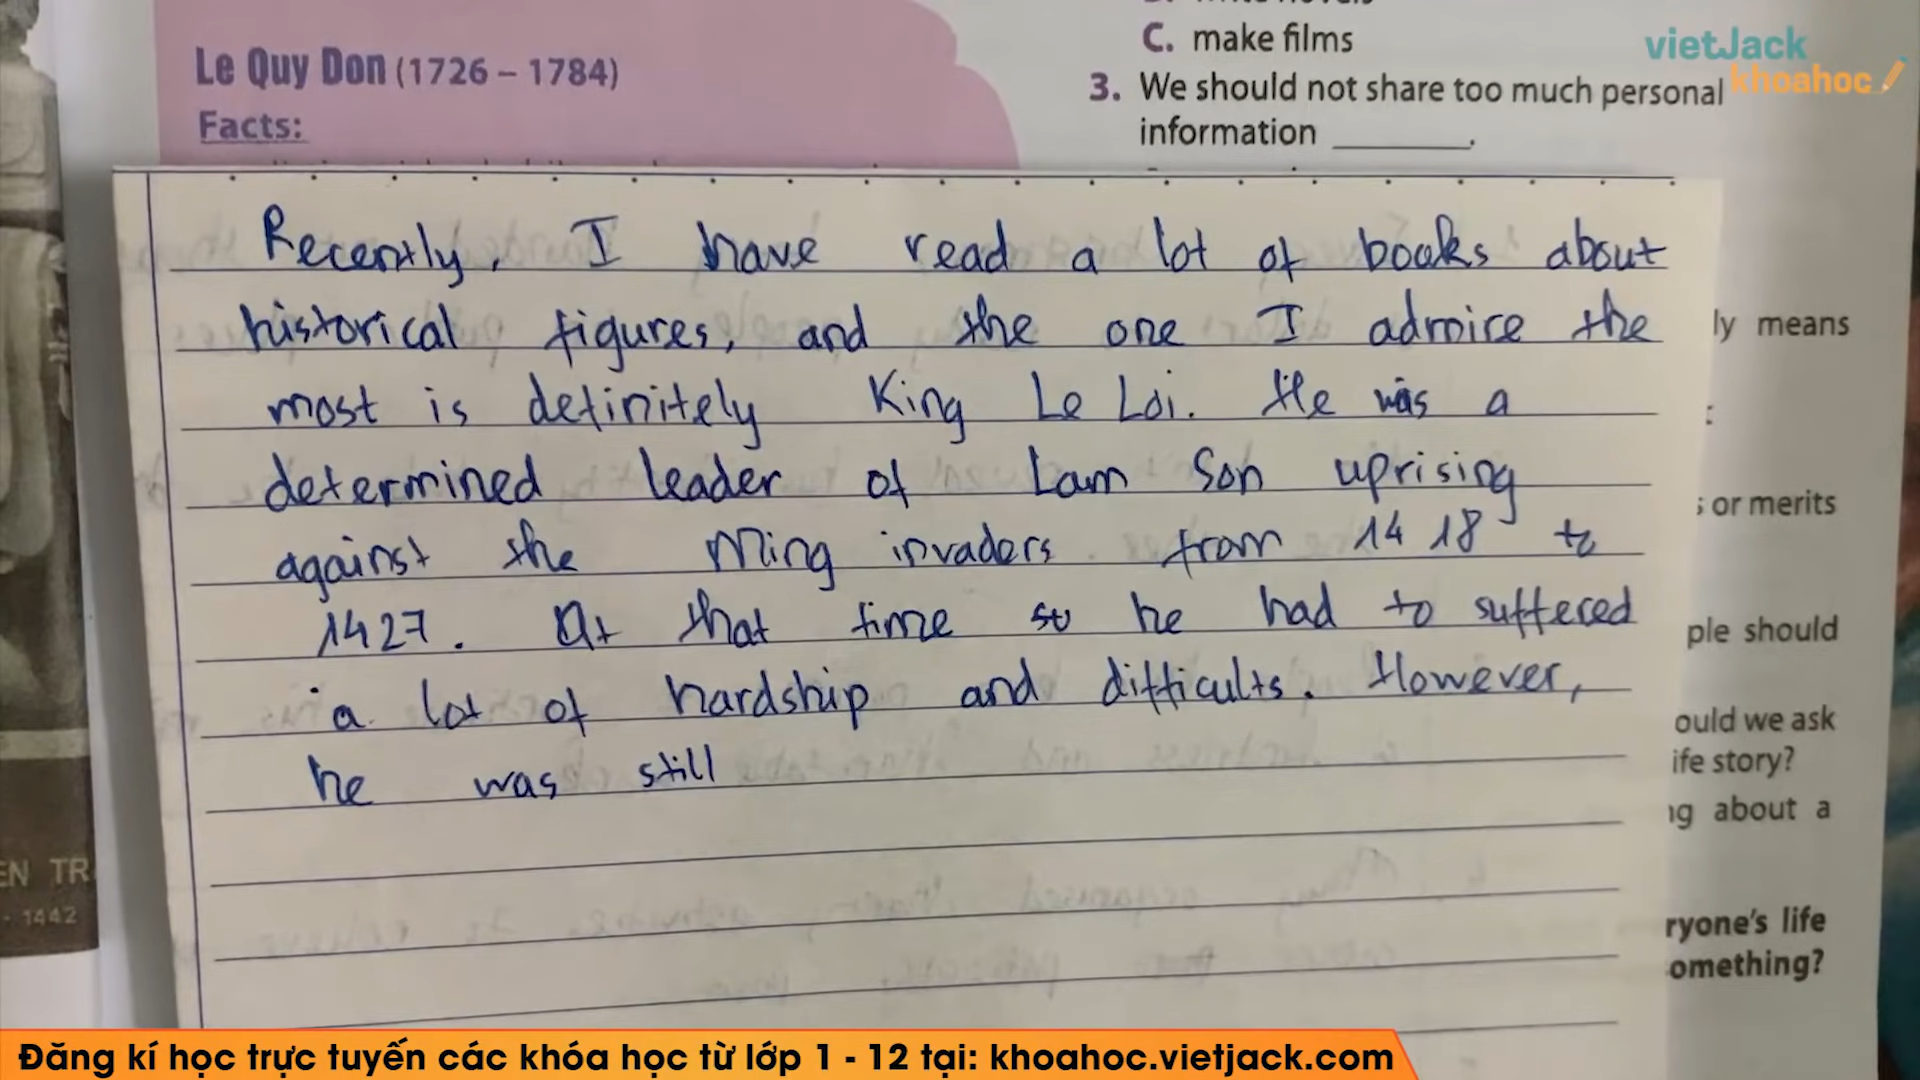 Le Quy Don (1726 – 1784)
Facts:
C. make films
3. We should not share too much personal
information ________.
vietJack
khoahoc
Recently, I have read a lot of books about
historical figures, and the one I admire the
most is definitely King Le Loi. He was a
determined leader of Lam Son uprising
against the Ming invaders from 1418 to
1427. At that time he had to suffered
a lot of hardship and difficults. However,
he was still
ly means
:
s or merits
ple should
ould we ask
ife story?
ng about a
ryone's life
omething?
EN TR
- 1442
Đăng kí học trực tuyến các khóa học từ lớp 1 - 12 tại: khoahoc.vietjack.com